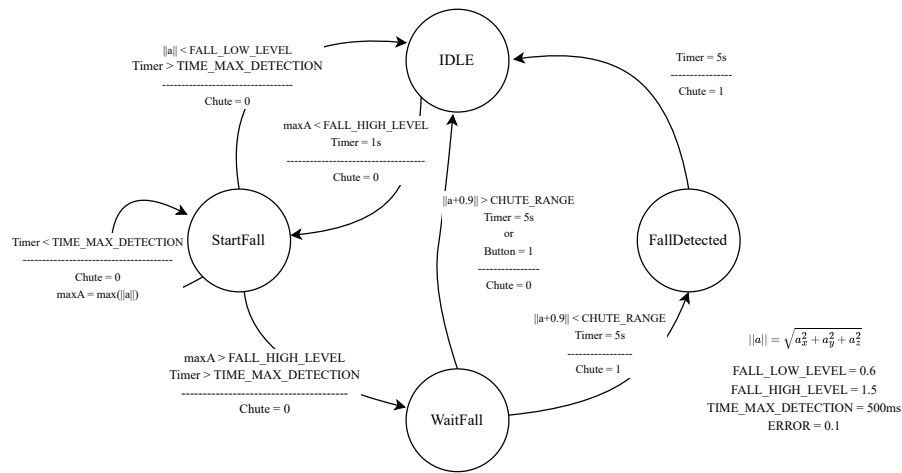 ||a|| < FALL_LOW_LEVEL
Timer > TIME_MAX_DETECTION
----------------------------------
Chute = 0
IDLE
Timer = 5s
----------------
Chute = 1
maxA < FALL_HIGH_LEVEL
Timer = 1s
------------------------------------
Chute = 0
||a+0.9|| > CHUTE_RANGE
Timer = 5s
or
Button = 1
----------------
Chute = 0
StartFall
FallDetected
Timer < TIME_MAX_DETECTION
---------------------------------------
Chute = 0
maxA = max(||a||)
||a+0.9|| < CHUTE_RANGE
Timer = 5s
-----------------
Chute = 1
maxA > FALL_HIGH_LEVEL
Timer > TIME_MAX_DETECTION
-------------------------------------------
Chute = 0
WaitFall
||a|| = √(a_x^2 + a_y^2 + a_z^2)
FALL_LOW_LEVEL = 0.6
FALL_HIGH_LEVEL = 1.5
TIME_MAX_DETECTION = 500ms
ERROR = 0.1